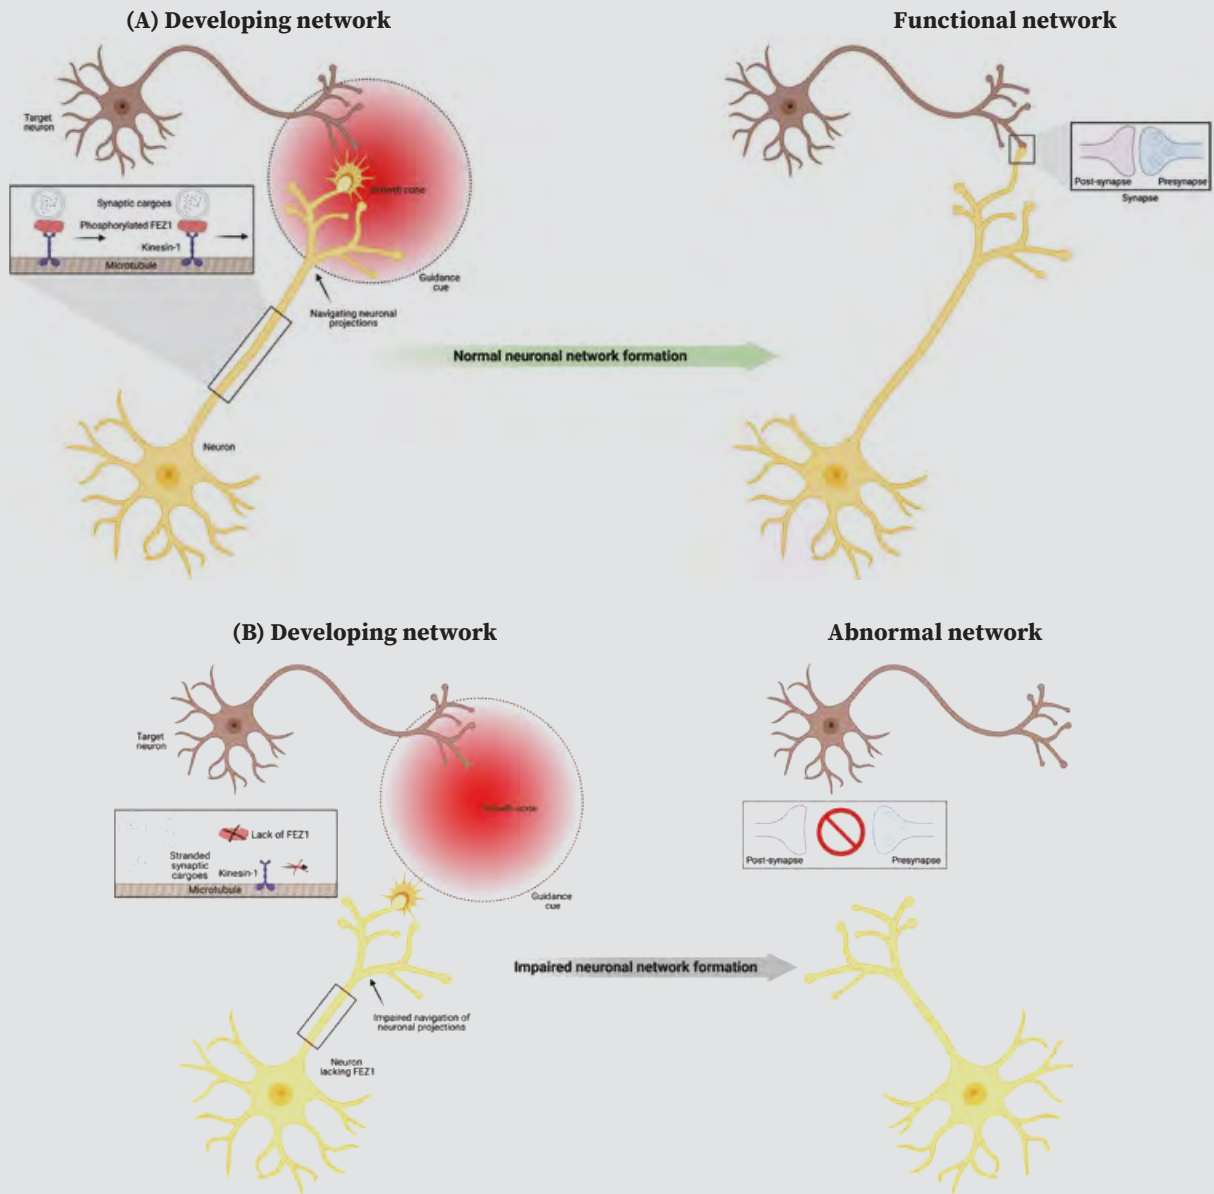 (A) Developing network
Functional network
Target
neuron
Synaptic cargoes
Phosphorylated FEZ1
Kinesin-1
Microtubule
Growth cone
Guidance
cue
Navigating neuronal
projections
Post-synapse
Presynapse
Synapse
Normal neuronal network formation
Neuron
(B) Developing network
Abnormal network
Target
neuron
Lack of FEZ1
Stranded
synaptic
cargoes
Kinesin-1
Microtubule
Growth cone
Guidance
cue
Post-synapse
Presynapse
Impaired neuronal network formation
Impaired navigation of
neuronal projections
Neuron
lacking FEZ1